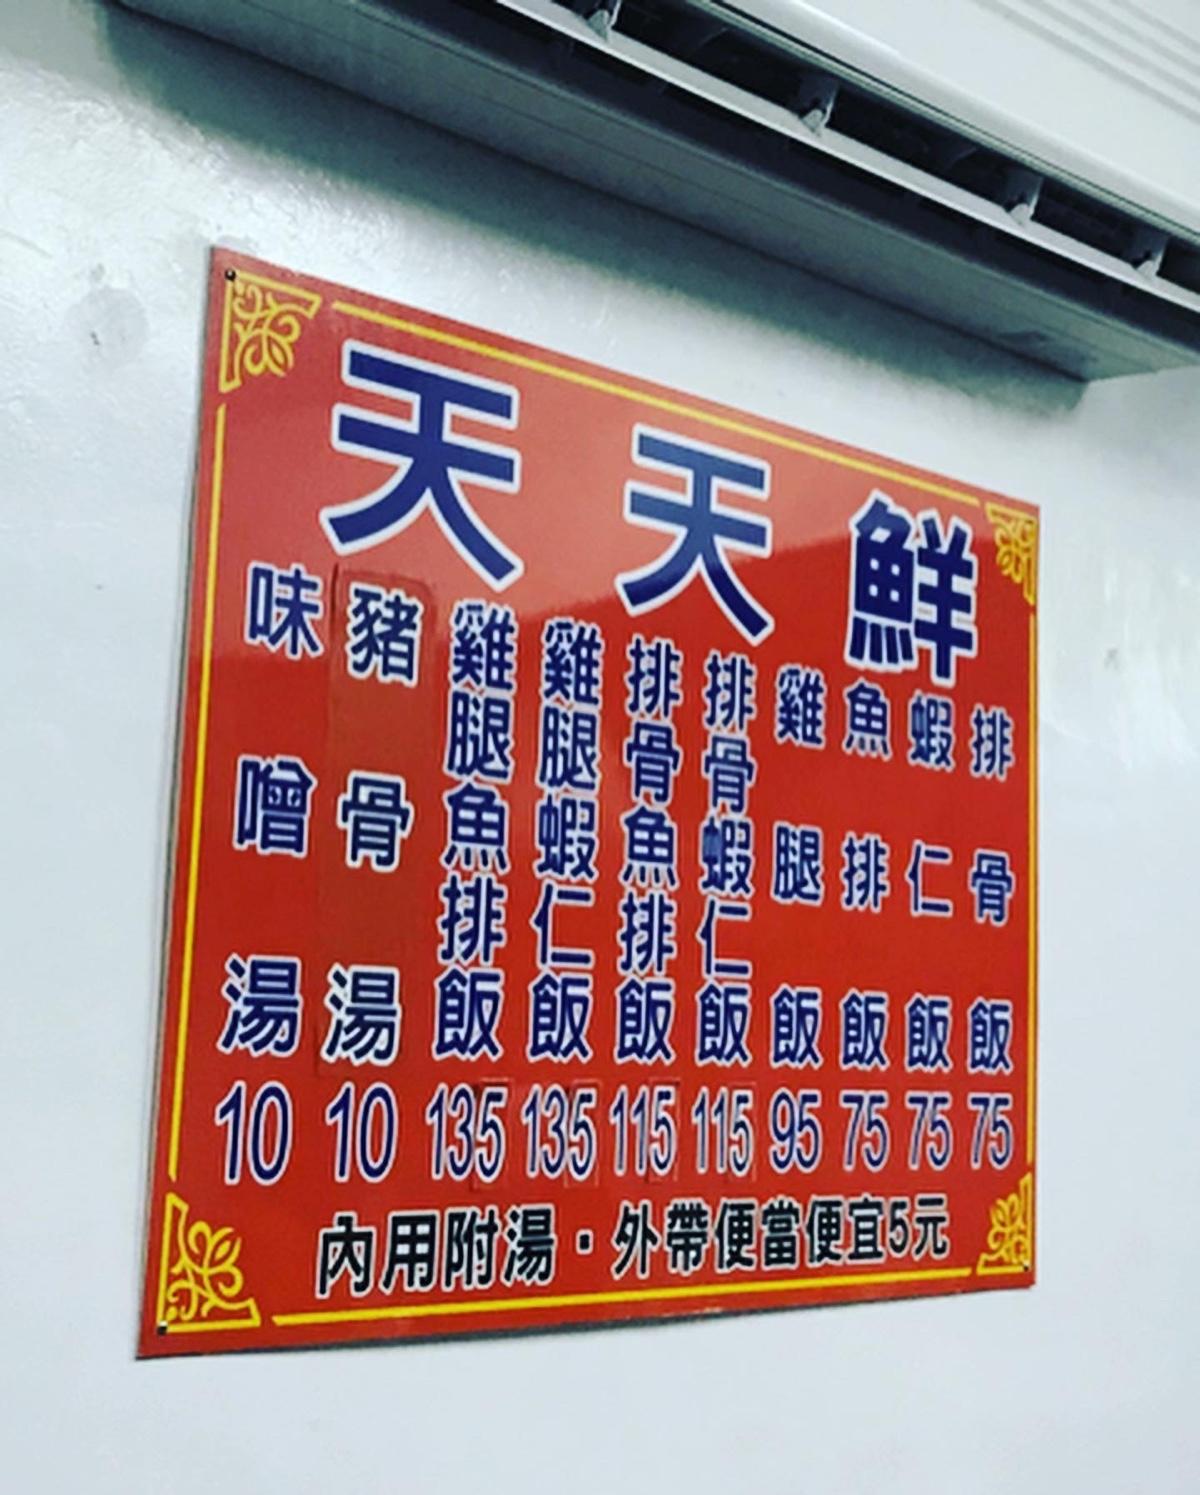 天天鮮
排骨飯 75
蝦仁飯 75
魚排飯 75
雞腿飯 95
排骨蝦仁飯 115
排骨魚排飯 115
雞腿蝦仁飯 135
雞腿魚排飯 135
豬骨湯 10
味噌湯 10
內用附湯·外帶便當便宜5元